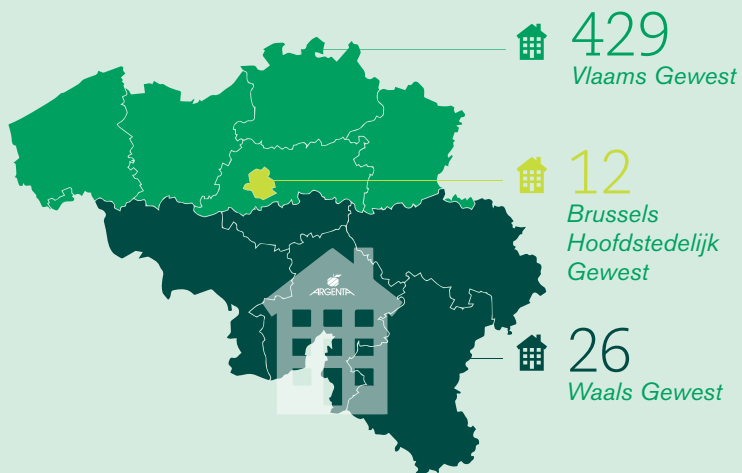 429
Vlaams Gewest
12
Brussels
Hoofdstedelijk
Gewest
ARGENTA
26
Waals Gewest